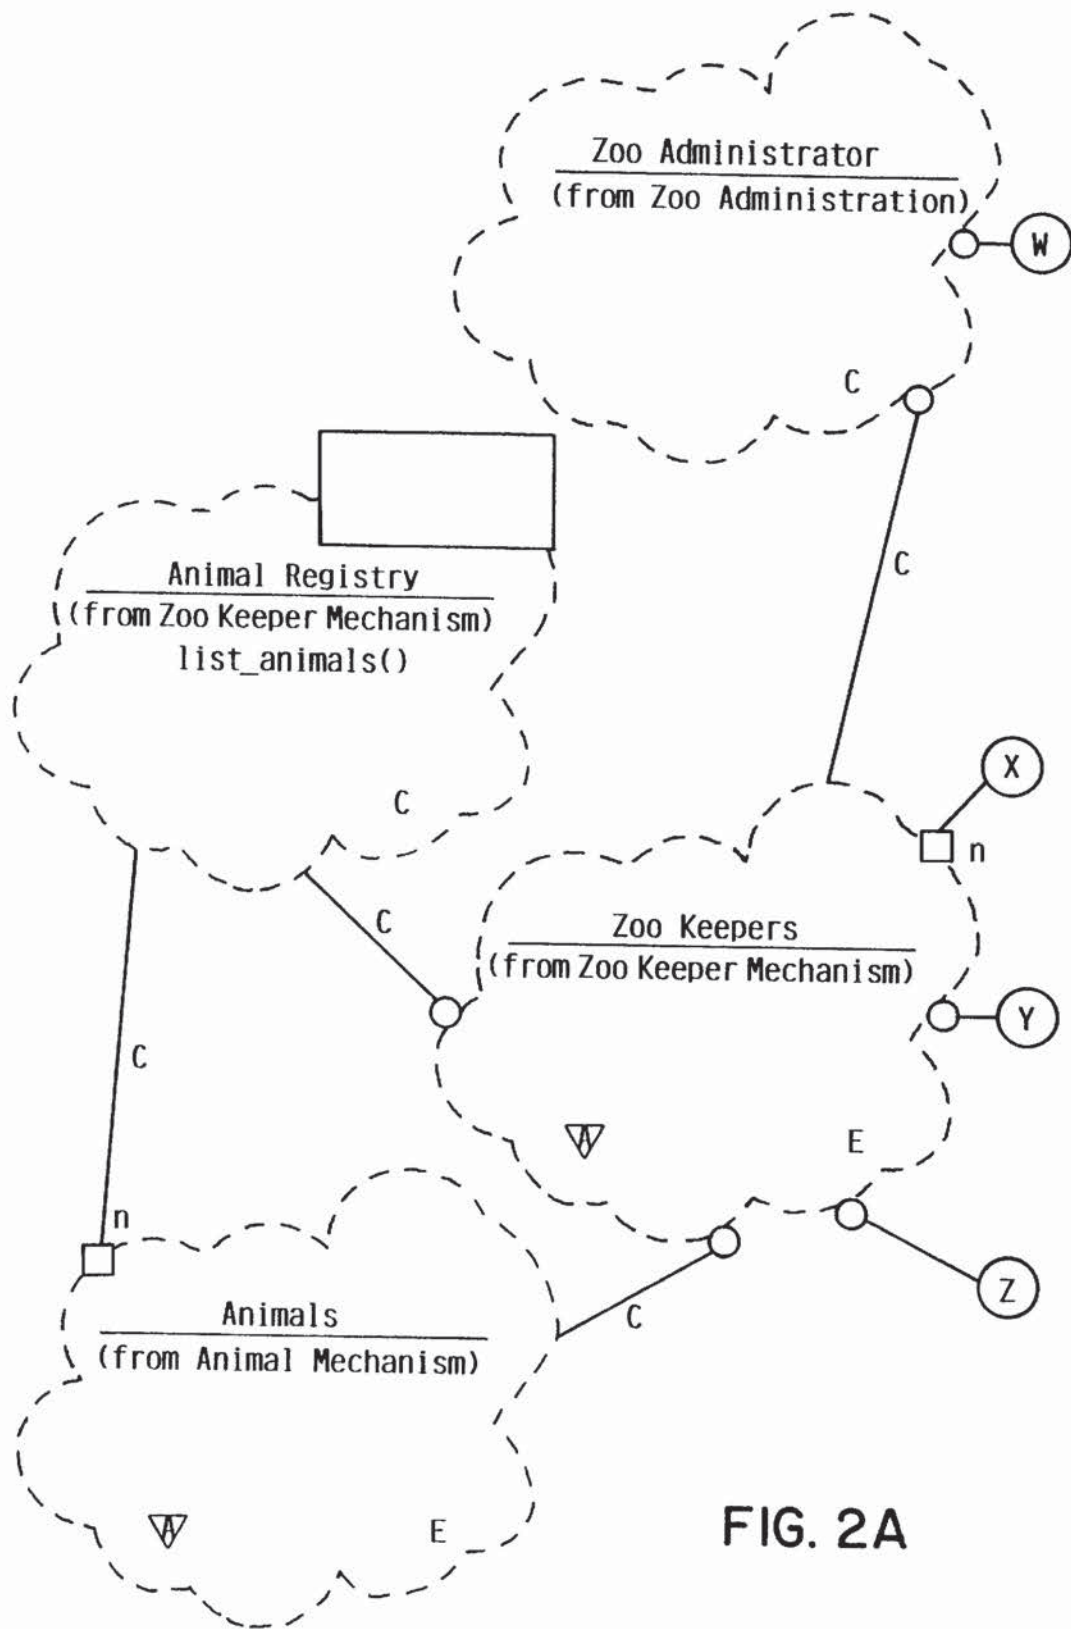 Zoo Administrator
(from Zoo Administration)
W
C
C
Animal Registry
(from Zoo Keeper Mechanism)
list_animals()
C
X
n
C
Zoo Keepers
(from Zoo Keeper Mechanism)
Y
C
A
E
n
Z
C
Animals
(from Animal Mechanism)
A
E
FIG. 2A